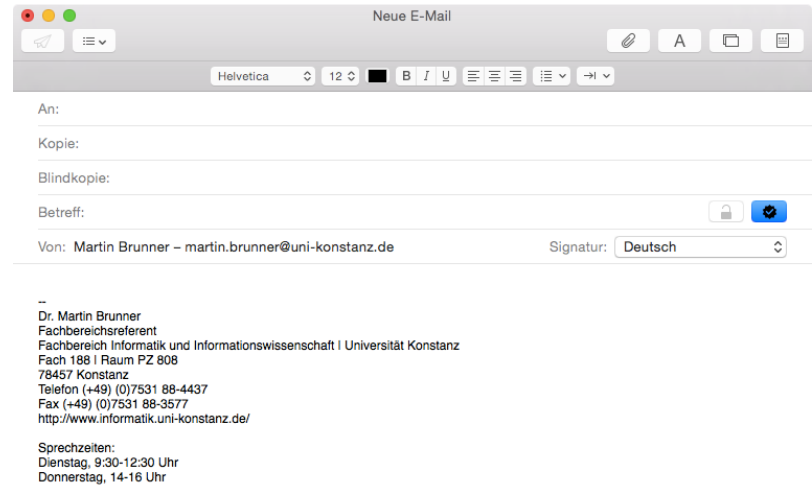 Neue E-Mail
A
Helvetica 12 B I U
An:
Kopie:
Blindkopie:
Betreff:
Von: Martin Brunner – martin.brunner@uni-konstanz.de Signatur: Deutsch
--
Dr. Martin Brunner
Fachbereichsreferent
Fachbereich Informatik und Informationswissenschaft | Universität Konstanz
Fach 188 | Raum PZ 808
78457 Konstanz
Telefon (+49) (0)7531 88-4437
Fax (+49) (0)7531 88-3577
http://www.informatik.uni-konstanz.de/
Sprechzeiten:
Dienstag, 9:30-12:30 Uhr
Donnerstag, 14-16 Uhr